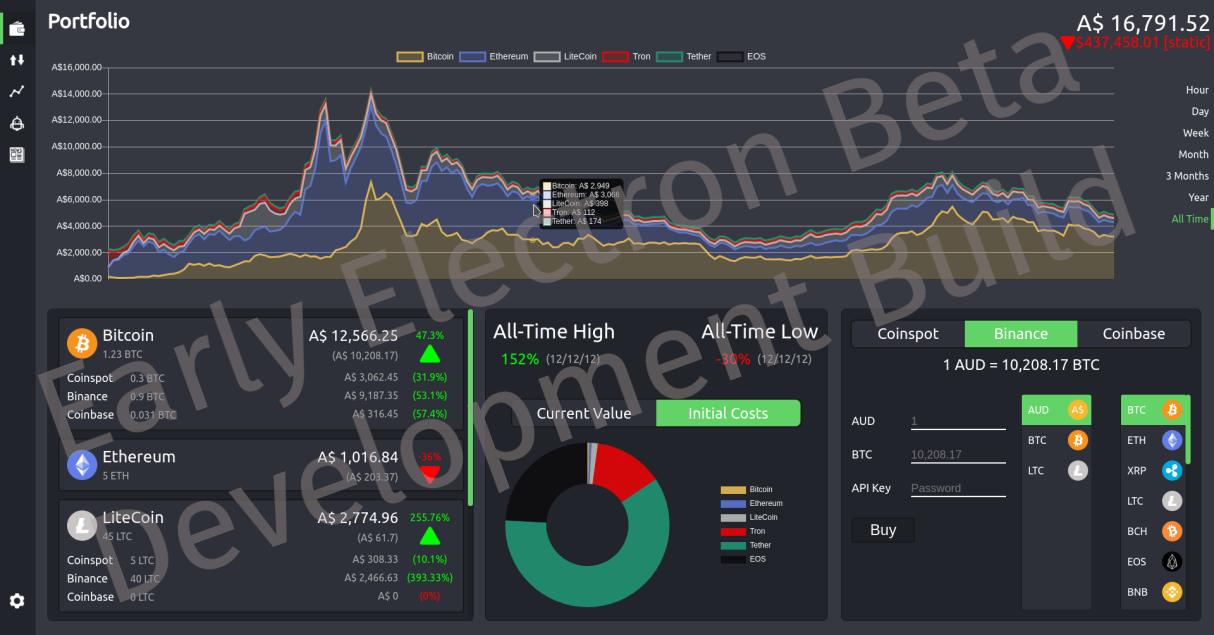 Portfolio
A$ 16,791.52
$437,458.01 [static]
Bitcoin Ethereum LiteCoin Tron Tether EOS
A$16,000.00
A$14,000.00
A$12,000.00
A$10,000.00
A$8,000.00
A$6,000.00
A$4,000.00
A$2,000.00
A$0.00
Bitcoin: A$ 2,949
Ethereum: A$ 3,066
LiteCoin: A$ 398
Tron: A$ 112
Tether: A$ 174
Hour
Day
Week
Month
3 Months
Year
All Time
Early Electron Beta
Development Build
Bitcoin A$ 12,566.25 47.3%
1.23 BTC (A$ 10,208.17)
Coinspot 0.3 BTC A$ 3,062.45 (31.9%)
Binance 0.9 BTC A$ 9,187.35 (53.1%)
Coinbase 0.031 BTC A$ 316.45 (57.4%)
Ethereum A$ 1,016.84 -36%
5 ETH (A$ 203.37)
LiteCoin A$ 2,774.96 255.76%
45 LTC (A$ 61.7)
Coinspot 5 LTC A$ 308.33 (10.1%)
Binance 40 LTC A$ 2,466.63 (393.33%)
Coinbase 0 LTC A$ 0 (0%)
All-Time High All-Time Low
152% (12/12/12) -30% (12/12/12)
Current Value Initial Costs
Bitcoin
Ethereum
LiteCoin
Tron
Tether
EOS
Coinspot Binance Coinbase
1 AUD = 10,208.17 BTC
AUD 1
BTC 10,208.17
API Key Password
Buy
AUD A$
BTC
LTC
BTC
ETH
XRP
LTC
BCH
EOS
BNB